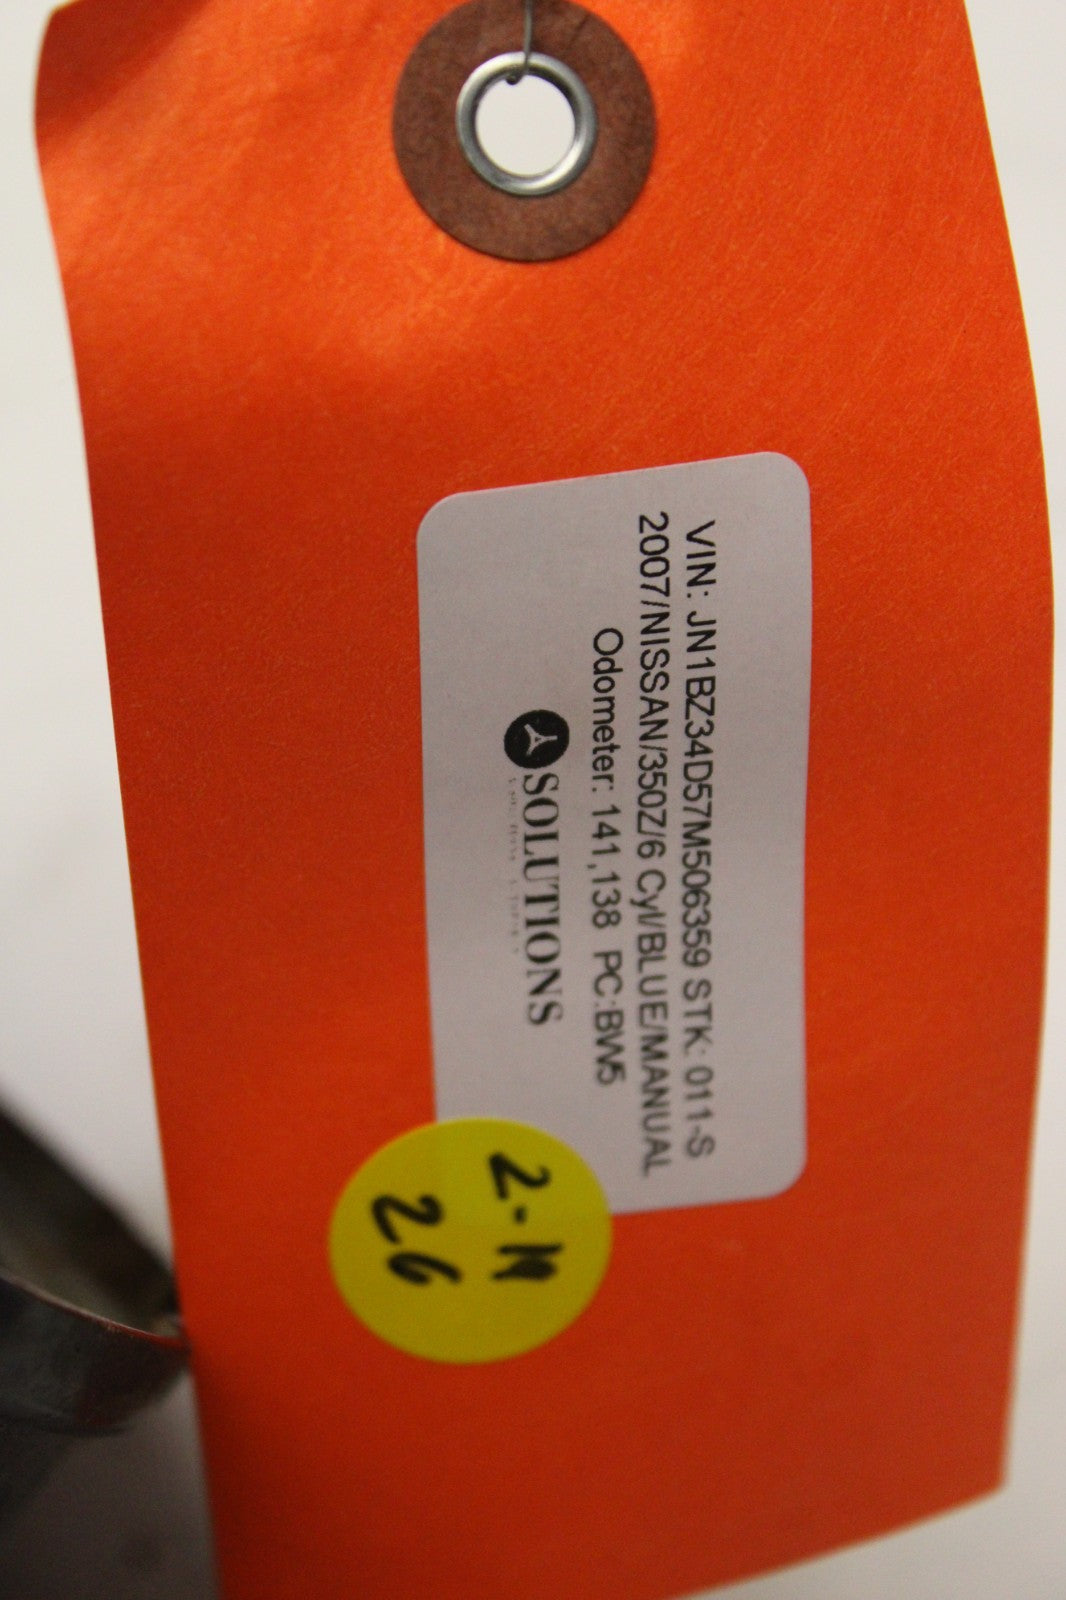 VIN: JN1BZ34D57M506359 STK: 011-S
2007/NISSAN/350Z/6 Cyl/BLUE/MANUAL
Odometer: 141,138 PC:BW5
SOLUTIONS
2-
26